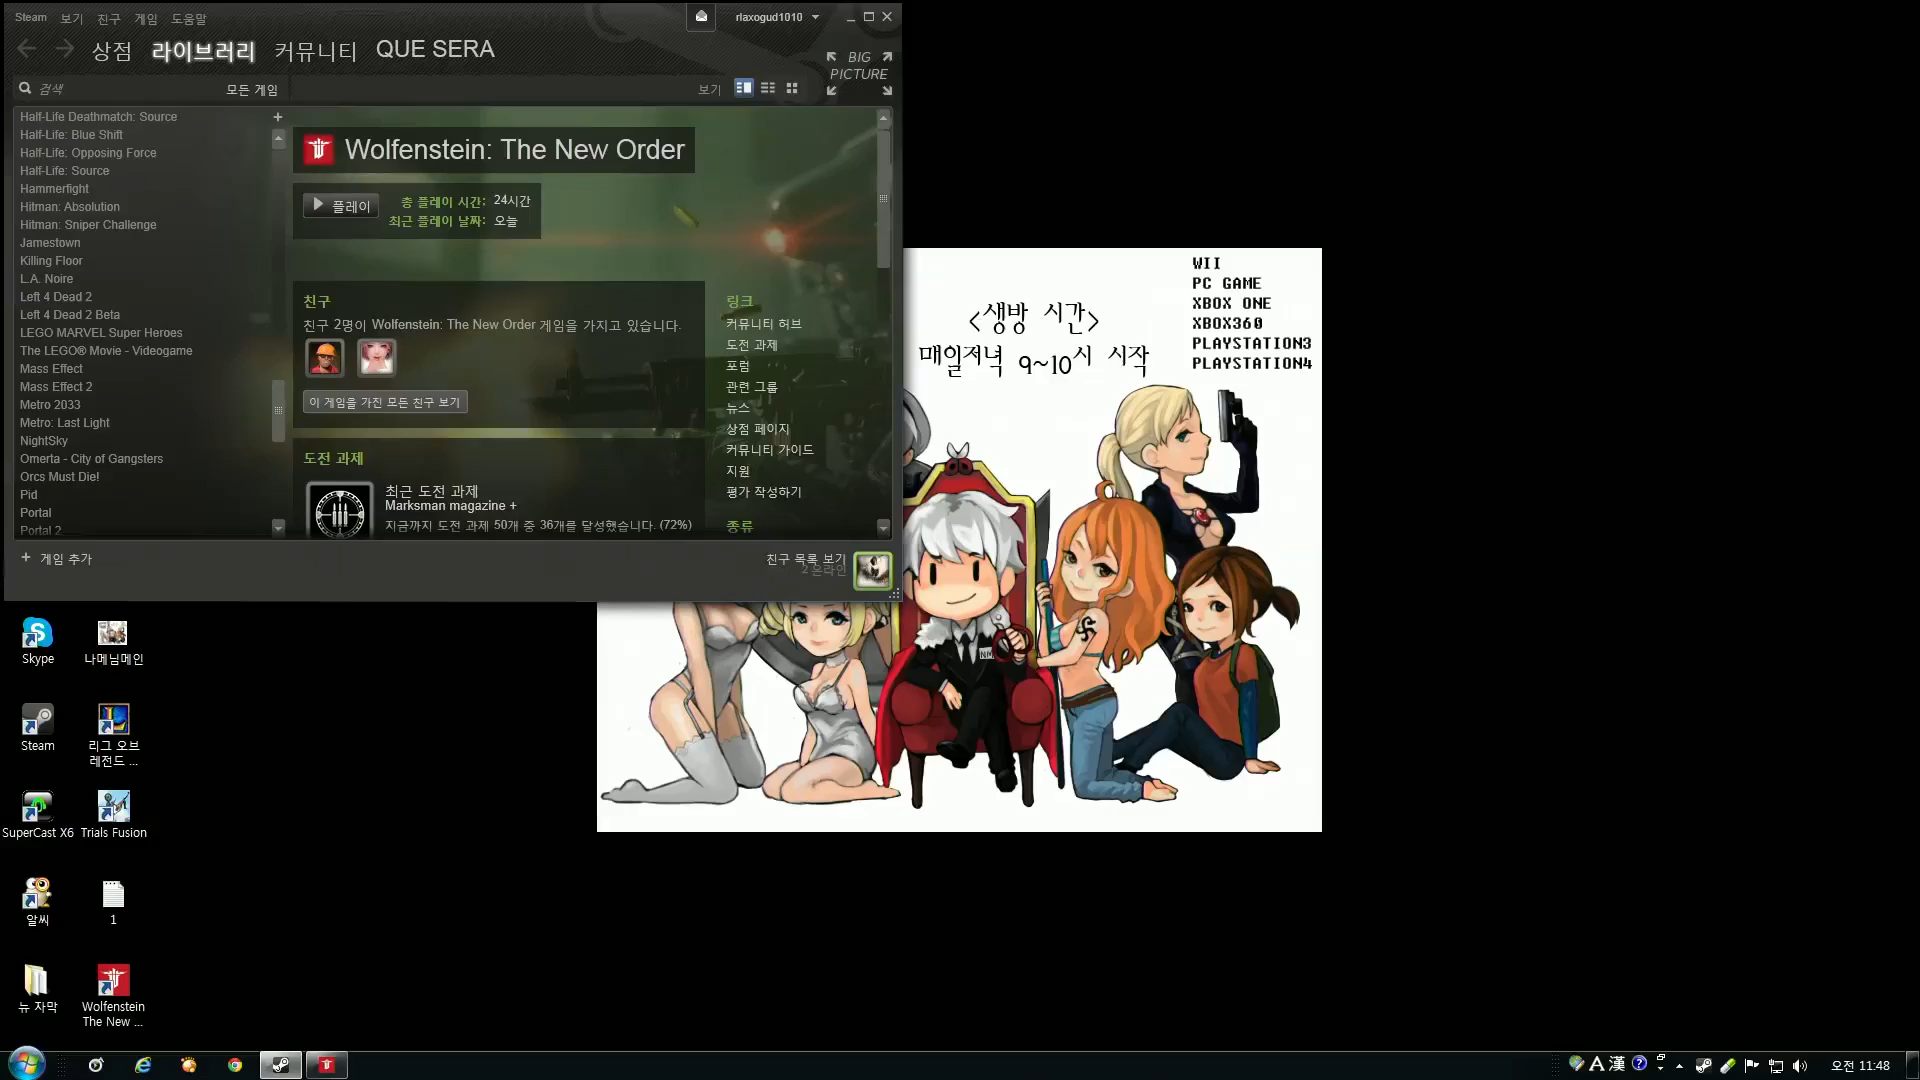 Steam 보기 친구 게임 도움말
rlaxogud1010
상점 라이브러리 커뮤니티 QUE SERA
BIG PICTURE
검색 모든 게임 보기
Half-Life Deathmatch: Source
Half-Life: Blue Shift
Half-Life: Opposing Force
Half-Life: Source
Hammerfight
Hitman: Absolution
Hitman: Sniper Challenge
Jamestown
Killing Floor
L.A. Noire
Left 4 Dead 2
Left 4 Dead 2 Beta
LEGO MARVEL Super Heroes
The LEGO® Movie - Videogame
Mass Effect
Mass Effect 2
Metro 2033
Metro: Last Light
NightSky
Omerta - City of Gangsters
Orcs Must Die!
Pid
Portal
Portal 2
+ 게임 추가
Wolfenstein: The New Order
플레이
총 플레이 시간: 24시간
최근 플레이 날짜: 오늘
친구
친구 2명이 Wolfenstein: The New Order 게임을 가지고 있습니다.
이 게임을 가진 모든 친구 보기
도전 과제
최근 도전 과제
Marksman magazine +
지금까지 도전 과제 50개 중 36개를 달성했습니다. (72%)
링크
커뮤니티 허브
도전 과제
포럼
관련 그룹
뉴스
상점 페이지
커뮤니티 가이드
지원
평가 작성하기
종류
친구 목록 보기
2 온라인
<생방 시간>
매일저녁 9~10시 시작
WII
PC GAME
XBOX ONE
XBOX360
PLAYSTATION3
PLAYSTATION4
NM
Skype
나메님메인
Steam
리그 오브
레전드 ...
SuperCast X6
Trials Fusion
알씨
1
뉴 자막
Wolfenstein
The New ...
A 漢
오전 11:48